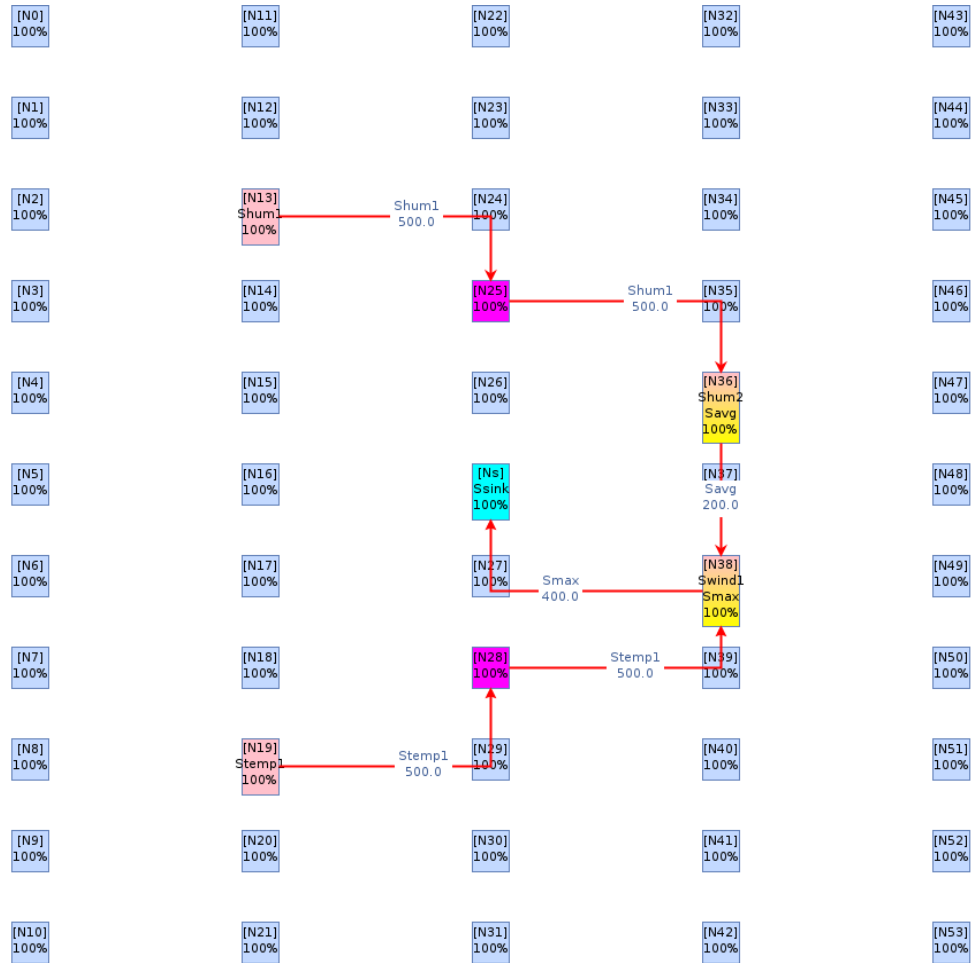 [N0]
100%
[N11]
100%
[N22]
100%
[N32]
100%
[N43]
100%
[N1]
100%
[N12]
100%
[N23]
100%
[N33]
100%
[N44]
100%
[N2]
100%
[N13]
Shum1
100%
Shum1
500.0
[N24]
100%
[N34]
100%
[N45]
100%
[N3]
100%
[N14]
100%
[N25]
100%
Shum1
500.0
[N35]
100%
[N46]
100%
[N4]
100%
[N15]
100%
[N26]
100%
[N36]
Shum2
Savg
100%
[N47]
100%
[N5]
100%
[N16]
100%
[Ns]
Ssink
100%
[N37]
Savg
200.0
[N48]
100%
[N6]
100%
[N17]
100%
[N27]
100%
Smax
400.0
[N38]
Swind1
Smax
100%
[N49]
100%
[N7]
100%
[N18]
100%
[N28]
100%
Stemp1
500.0
[N39]
100%
[N50]
100%
[N8]
100%
[N19]
Stemp1
100%
Stemp1
500.0
[N29]
100%
[N40]
100%
[N51]
100%
[N9]
100%
[N20]
100%
[N30]
100%
[N41]
100%
[N52]
100%
[N10]
100%
[N21]
100%
[N31]
100%
[N42]
100%
[N53]
100%